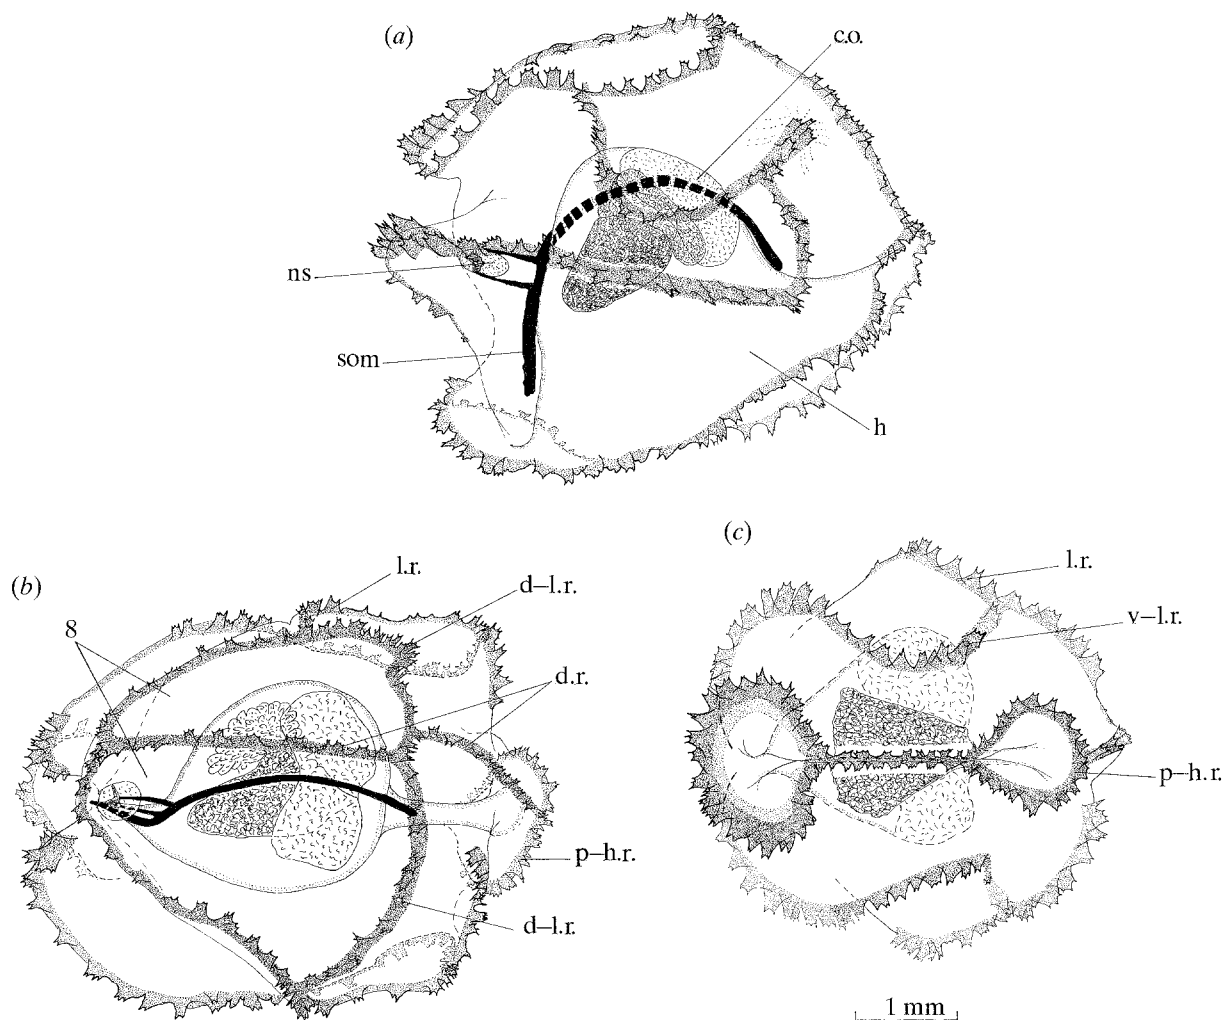 (a)
c.o.
ns
som
h
(b)
l.r.
d–l.r.
8
d.r.
p–h.r.
d–l.r.
(c)
l.r.
v–l.r.
p–h.r.
1 mm